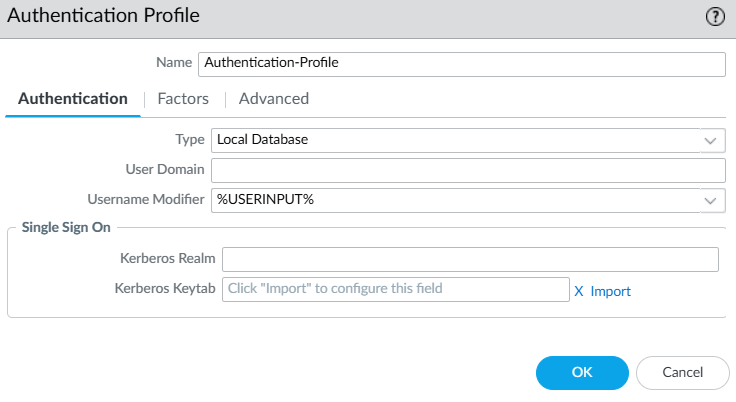 Authentication Profile ?
Name Authentication-Profile
Authentication Factors Advanced
Type Local Database
User Domain
Username Modifier %USERINPUT%
Single Sign On
Kerberos Realm
Kerberos Keytab Click "Import" to configure this field X Import
OK Cancel